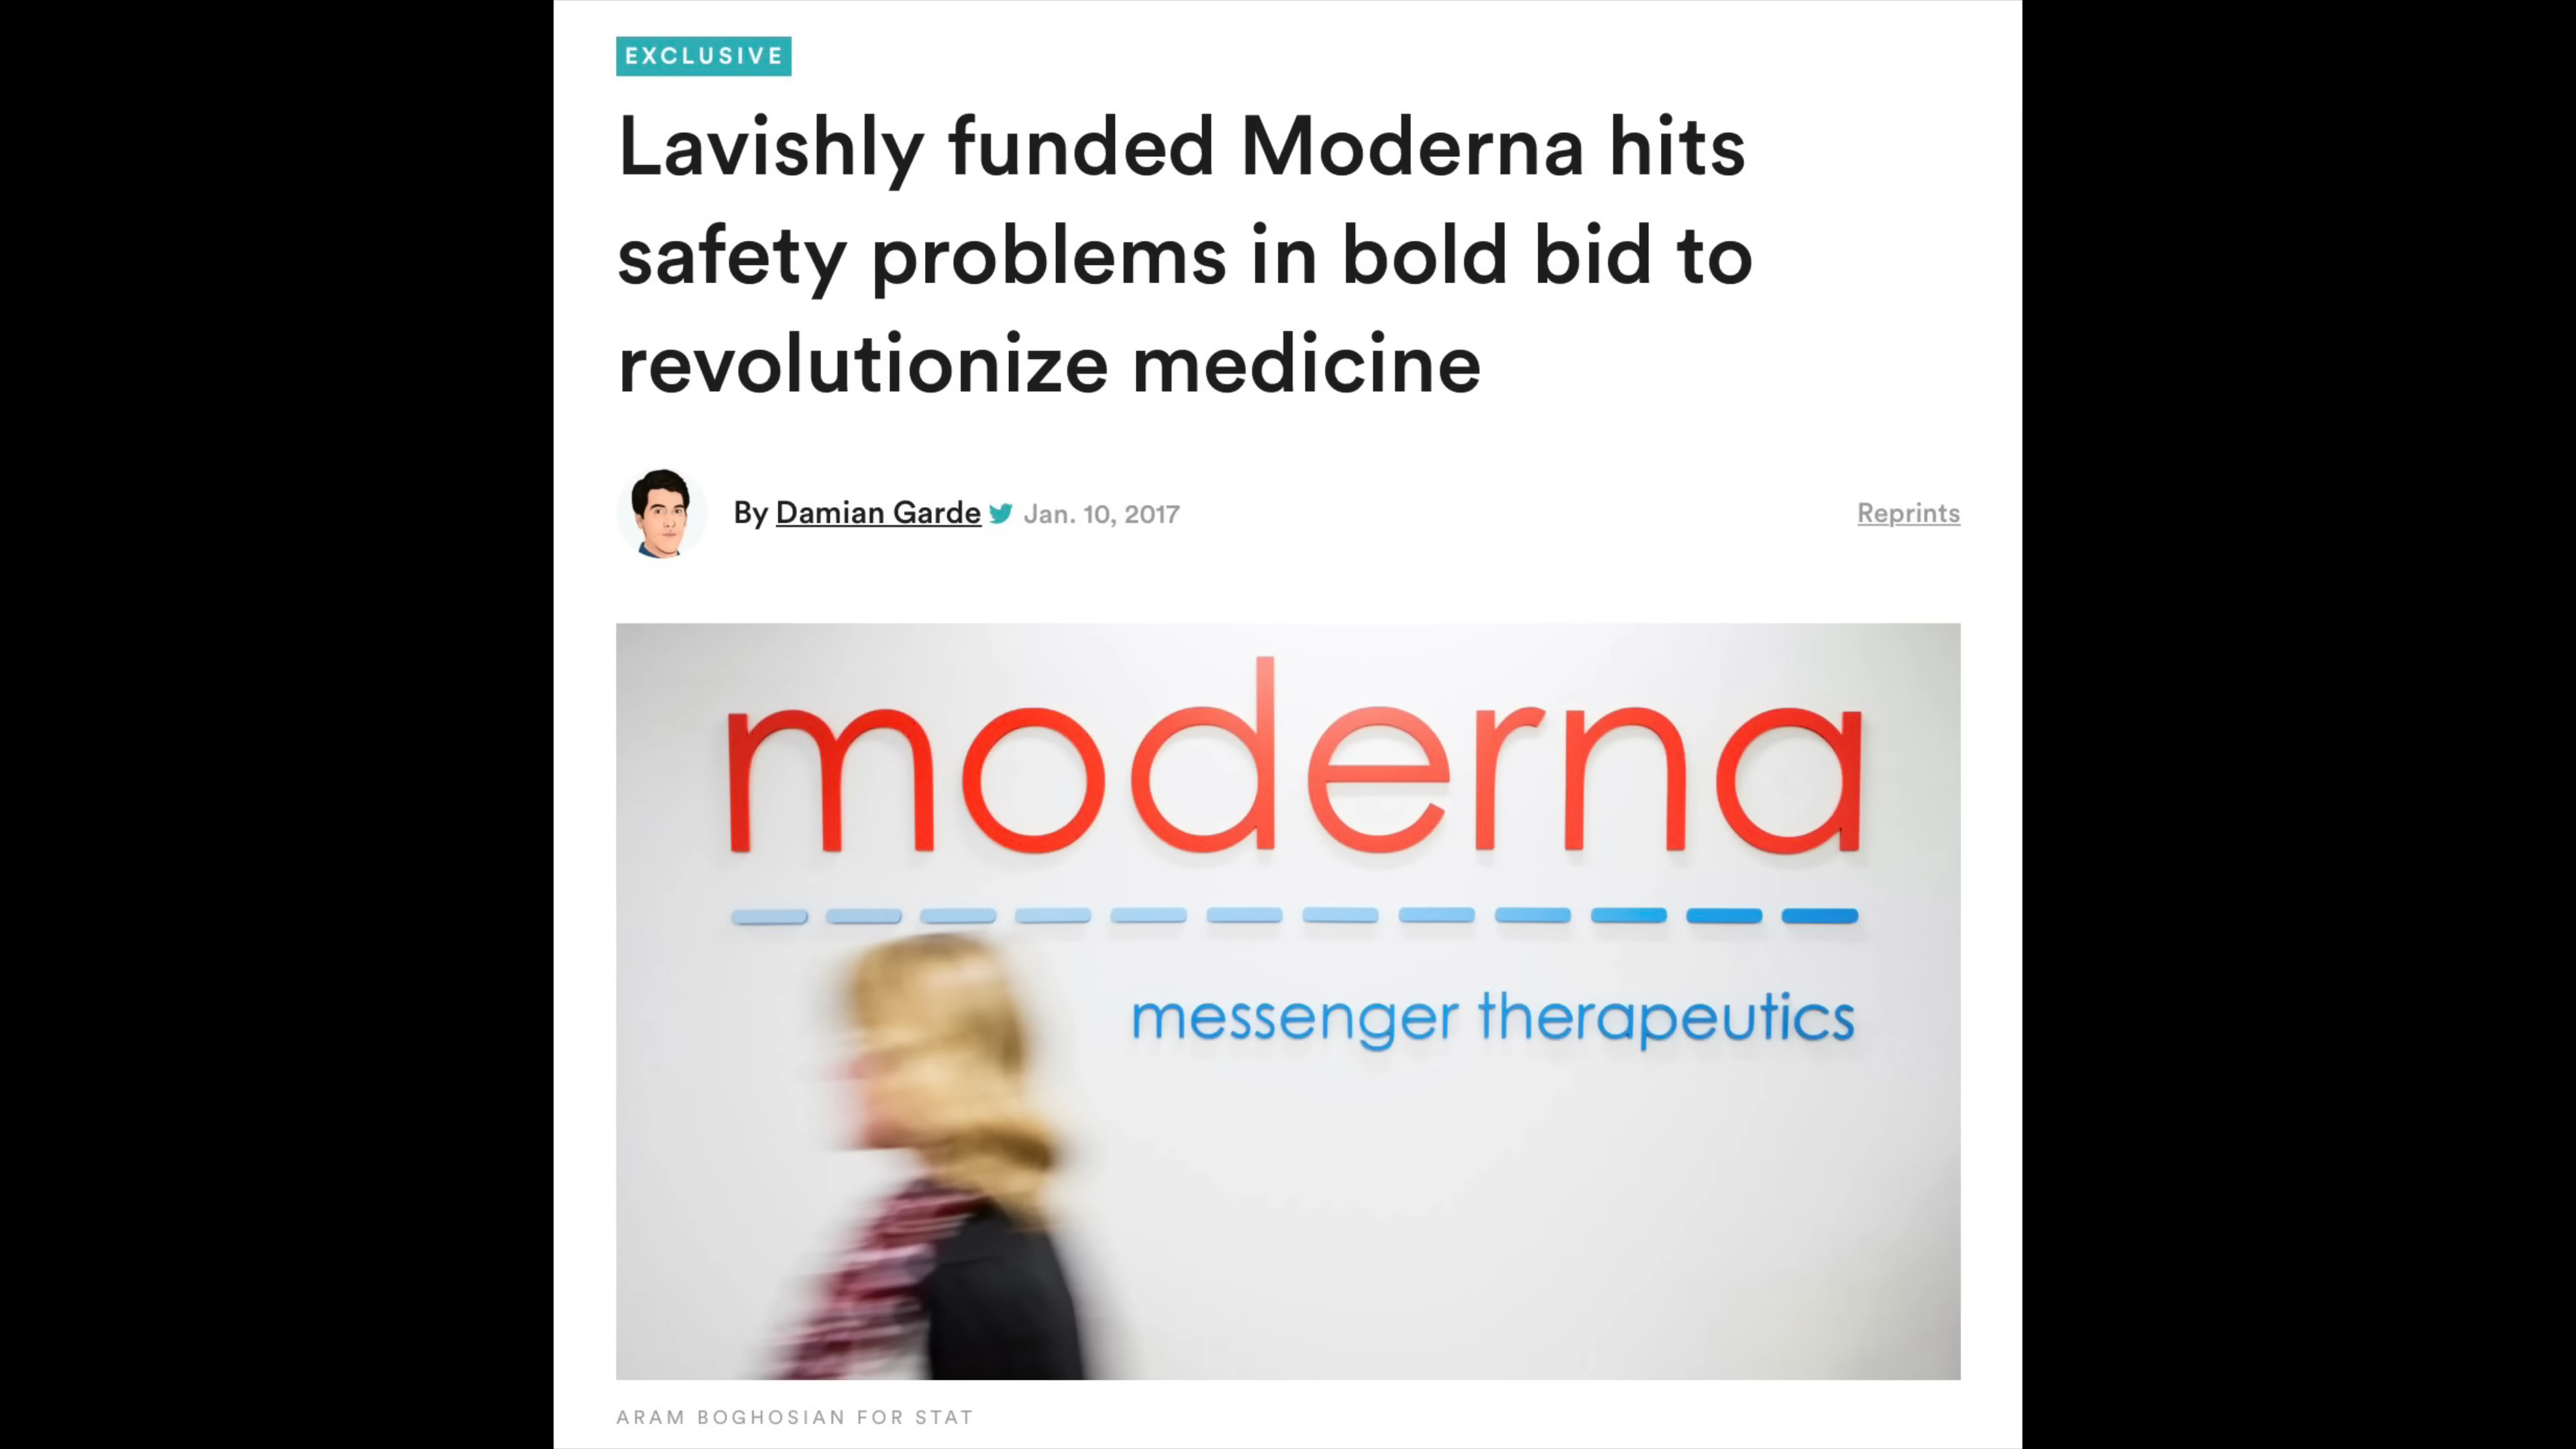 EXCLUSIVE
Lavishly funded Moderna hits
safety problems in bold bid to
revolutionize medicine
By Damian Garde Jan. 10, 2017
Reprints
moderna
messenger therapeutics
ARAM BOGHOSIAN FOR STAT